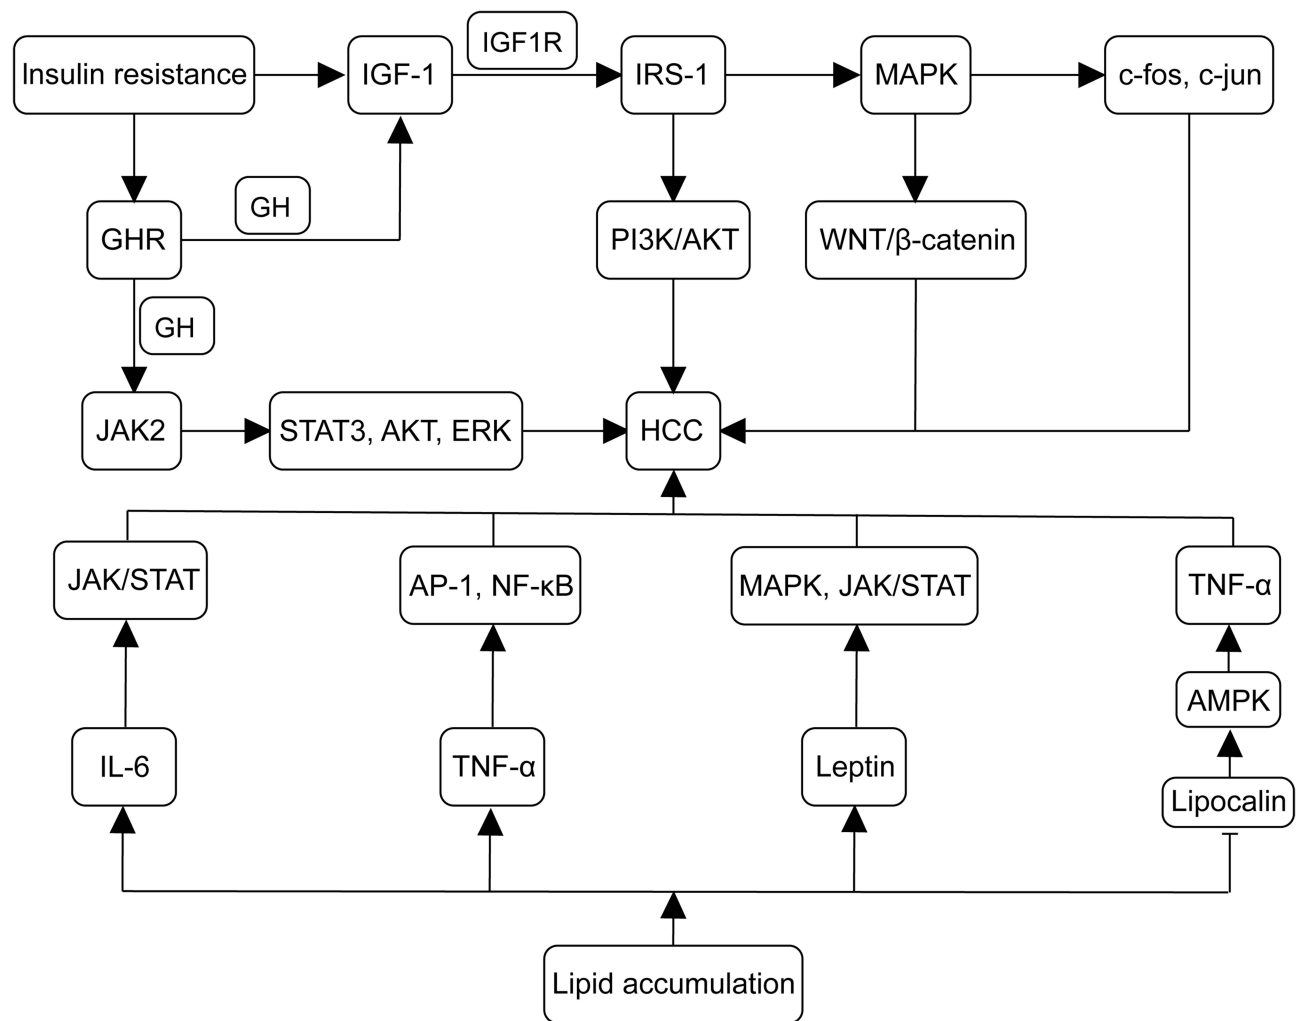 IGF1R
Insulin resistance
IGF-1
IRS-1
MAPK
c-fos, c-jun
GH
GHR
PI3K/AKT
WNT/β-catenin
GH
JAK2
STAT3, AKT, ERK
HCC
JAK/STAT
AP-1, NF-κB
MAPK, JAK/STAT
TNF-α
AMPK
IL-6
TNF-α
Leptin
Lipocalin
Lipid accumulation